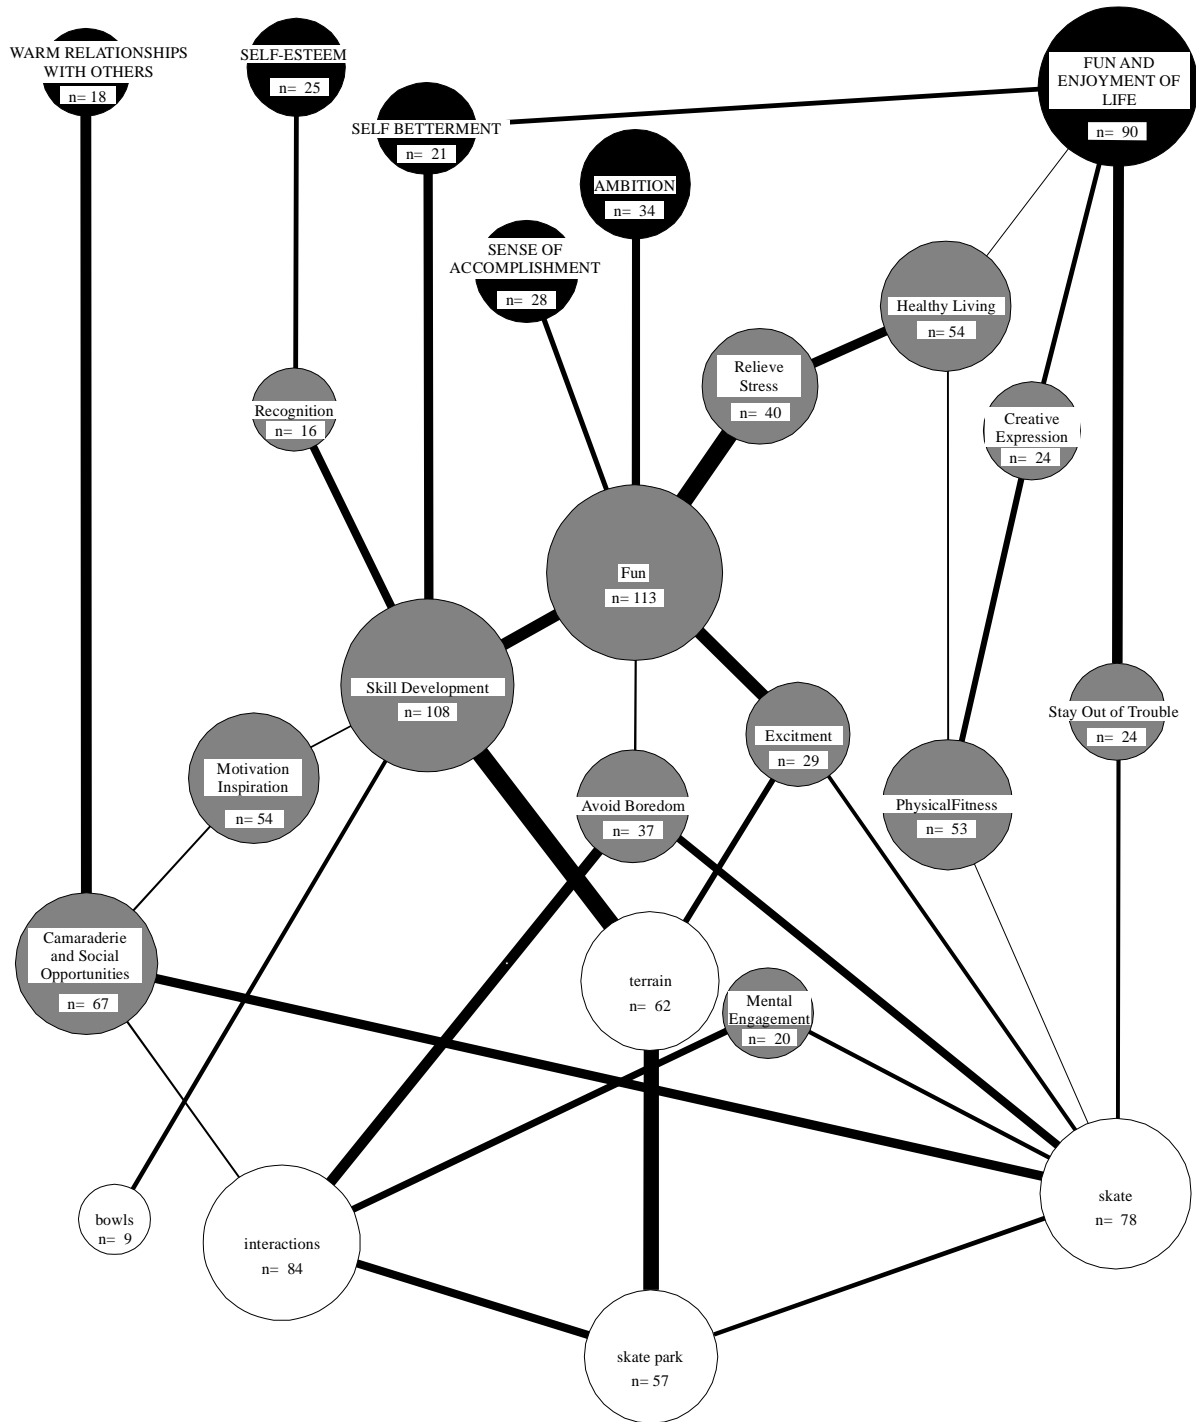 WARM RELATIONSHIPS
WITH OTHERS
n= 18
SELF-ESTEEM
n= 25
SELF BETTERMENT
n= 21
FUN AND
ENJOYMENT OF
LIFE
n= 90
AMBITION
n= 34
SENSE OF
ACCOMPLISHMENT
n= 28
Healthy Living
n= 54
Relieve
Stress
n= 40
Recognition
n= 16
Creative
Expression
n= 24
Fun
n= 113
Skill Development
n= 108
Stay Out of Trouble
n= 24
Excitment
n= 29
Motivation
Inspiration
n= 54
Avoid Boredom
n= 37
PhysicalFitness
n= 53
Camaraderie
and Social
Opportunities
n= 67
terrain
n= 62
Mental
Engagement
n= 20
bowls
n= 9
interactions
n= 84
skate
n= 78
skate park
n= 57